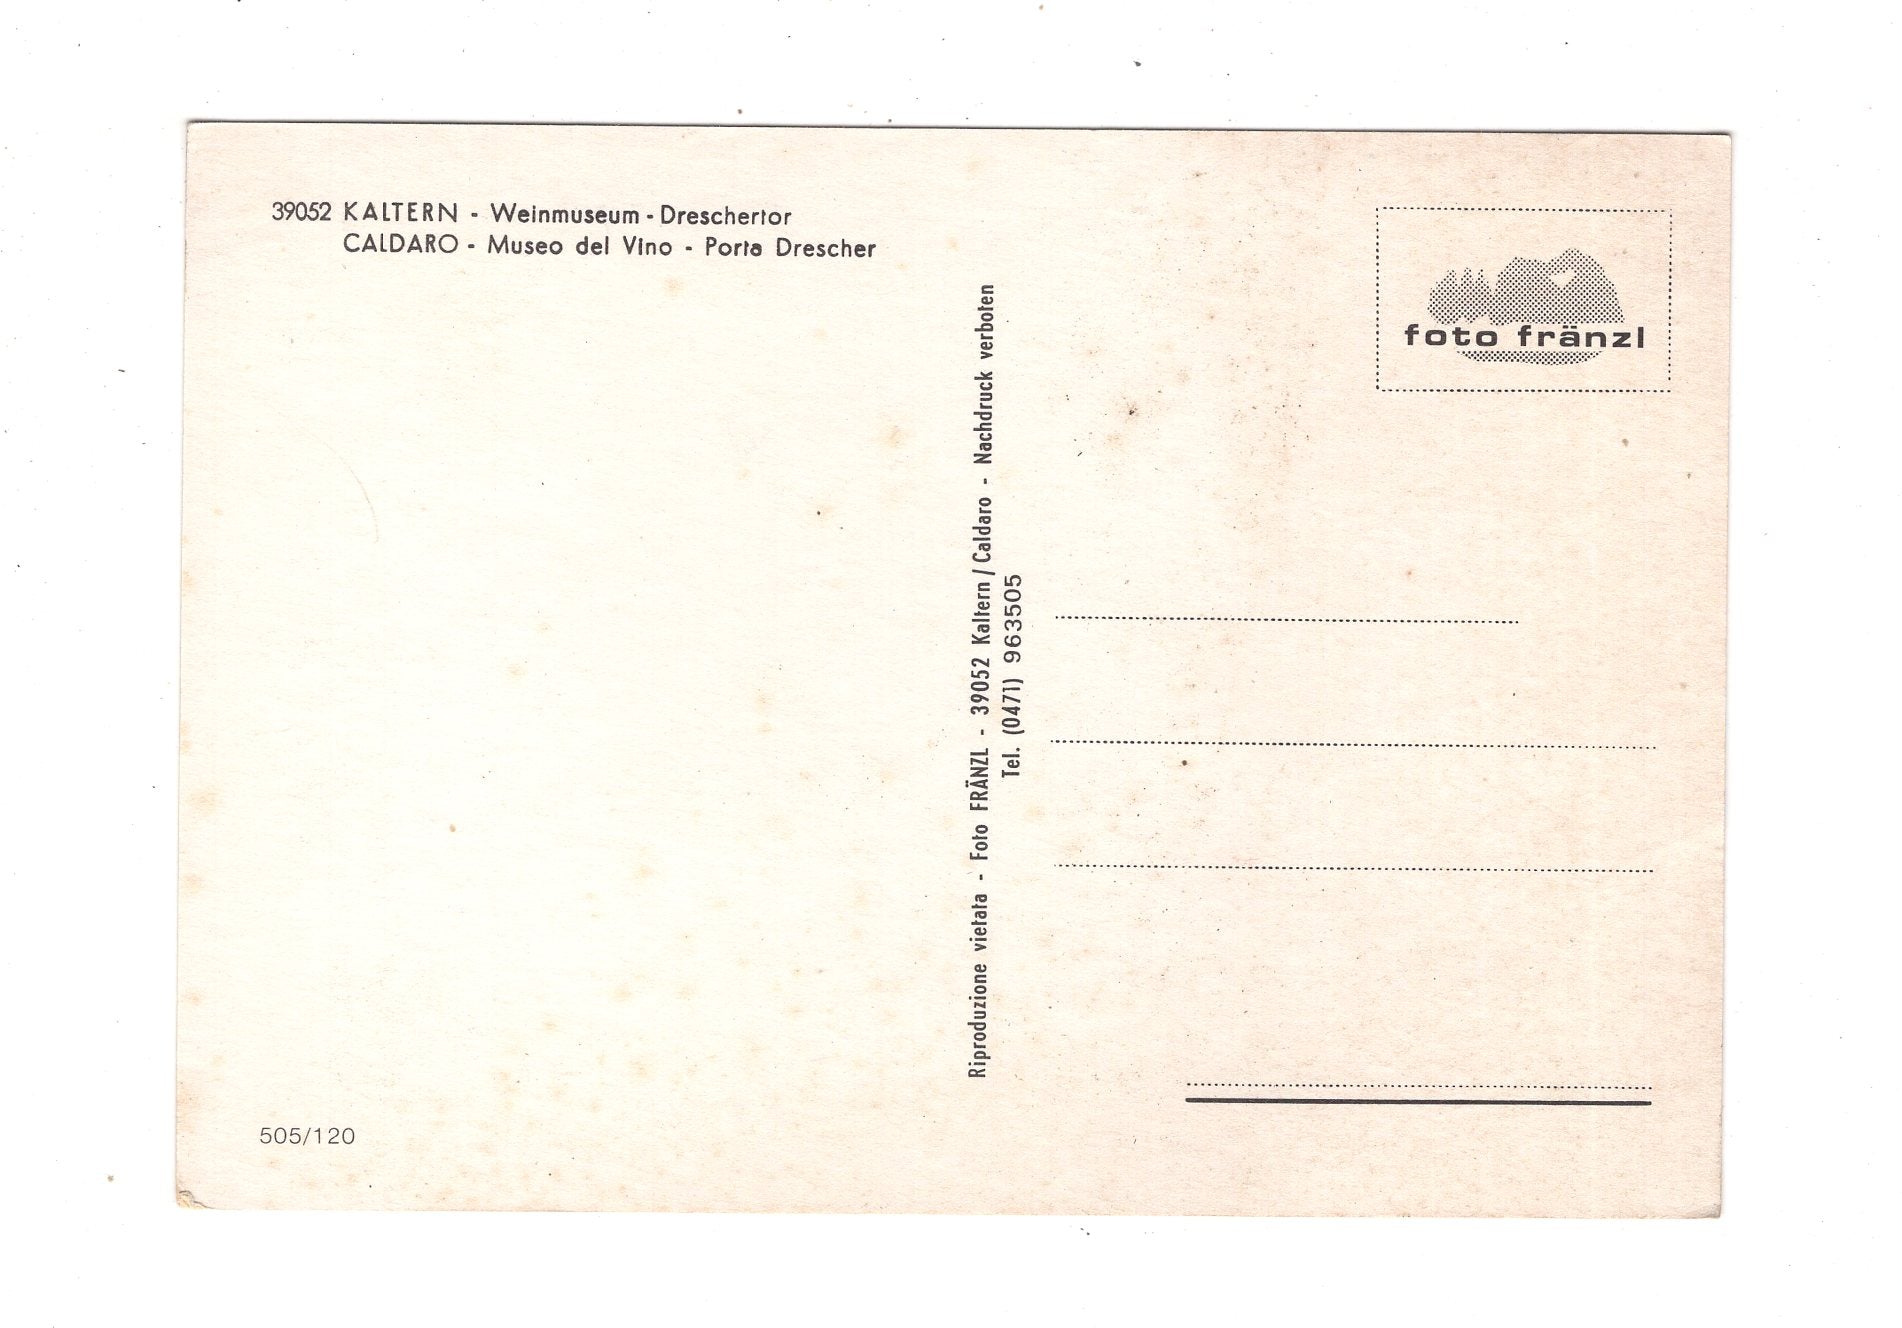 39052 KALTERN - Weinmuseum - Dreschertor
CALDARO - Museo del Vino - Porta Drescher
foto fränzl
Riproduzione vietata - Foto FRÄNZL - 39052 Kaltern/Caldaro - Nachdruck verboten
Tel. (0471) 963505
505/120